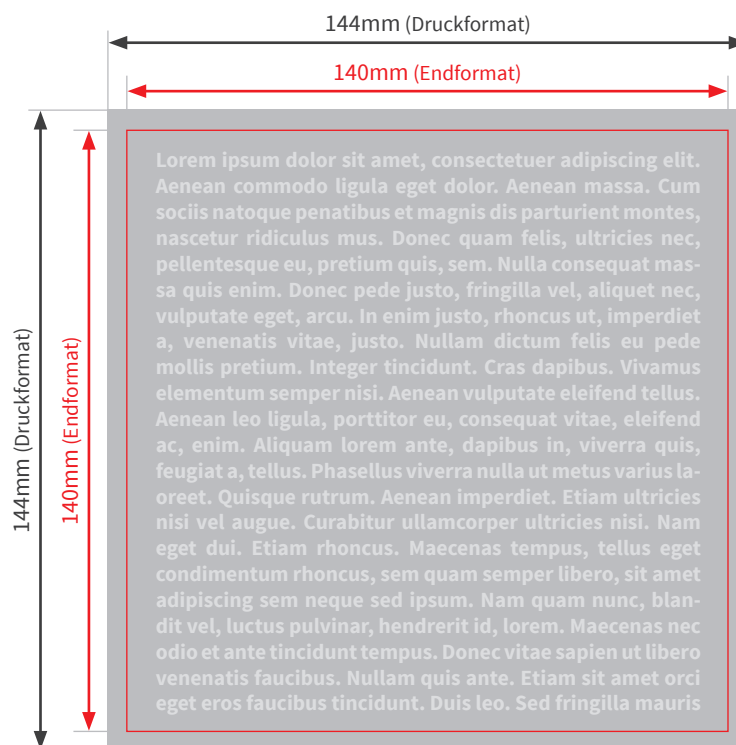 144mm (Druckformat)
140mm (Endformat)
144mm (Druckformat)
140mm (Endformat)
Lorem ipsum dolor sit amet, consectetuer adipiscing elit.
Aenean commodo ligula eget dolor. Aenean massa. Cum
sociis natoque penatibus et magnis dis parturient montes,
nascetur ridiculus mus. Donec quam felis, ultricies nec,
pellentesque eu, pretium quis, sem. Nulla consequat mas-
sa quis enim. Donec pede justo, fringilla vel, aliquet nec,
vulputate eget, arcu. In enim justo, rhoncus ut, imperdiet
a, venenatis vitae, justo. Nullam dictum felis eu pede
mollis pretium. Integer tincidunt. Cras dapibus. Vivamus
elementum semper nisi. Aenean vulputate eleifend tellus.
Aenean leo ligula, porttitor eu, consequat vitae, eleifend
ac, enim. Aliquam lorem ante, dapibus in, viverra quis,
feugiat a, tellus. Phasellus viverra nulla ut metus varius la-
oreet. Quisque rutrum. Aenean imperdiet. Etiam ultricies
nisi vel augue. Curabitur ullamcorper ultricies nisi. Nam
eget dui. Etiam rhoncus. Maecenas tempus, tellus eget
condimentum rhoncus, sem quam semper libero, sit amet
adipiscing sem neque sed ipsum. Nam quam nunc, blan-
dit vel, luctus pulvinar, hendrerit id, lorem. Maecenas nec
odio et ante tincidunt tempus. Donec vitae sapien ut libero
venenatis faucibus. Nullam quis ante. Etiam sit amet orci
eget eros faucibus tincidunt. Duis leo. Sed fringilla mauris